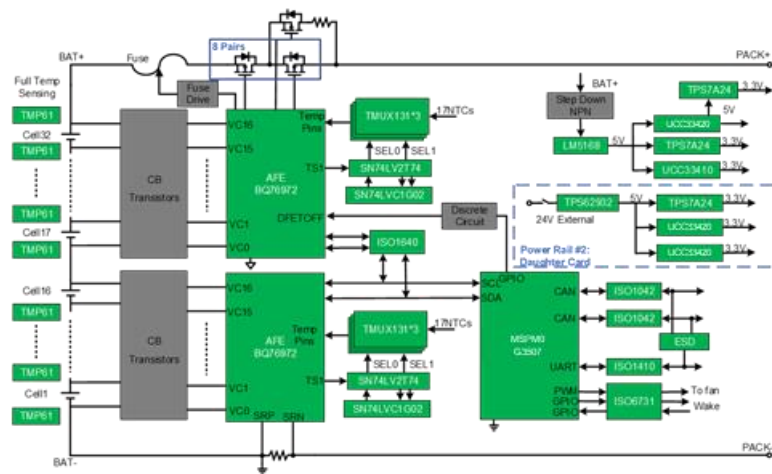 8 Pairs
BAT+
Fuse
PACK+
Full Temp
Sensing
Fuse
Drive
BAT+
TPS7A24
3.3V
TMP61
Cell32
TMP61
VC16
VC15
Temp
Pins
TMUX131*3
17NTCs
Step Down
NPN
5V
UCC33420
SEL0
SEL1
LM5168
5V
TPS7A24
3.3V
CB
Transistors
AFE
BQ76972
TS1
SN74LV2T74
UCC33410
3.3V
SN74LVC1G02
TMP61
Cell17
TMP61
VC1
VC0
DFETOFF
Discrete
Circuit
TPS62932
5V
TPS7A24
3.3V
24V External
UCC33420
3.3V
ISO1640
Power Rail #2:
Daughter Card
UCC33420
3.3V
Cell16
TMP61
VC16
VC15
SCL
GPIO
SDA
CAN
ISO1042
CAN
ISO1042
Temp
Pins
TMUX131*3
17NTCs
ESD
CB
Transistors
AFE
BQ76972
MSPM0
G3507
SEL0
SEL1
UART
ISO1410
TMP61
Cell1
TMP61
VC1
VC0
TS1
SN74LV2T74
SN74LVC1G02
PWM
GPIO
GPIO
ISO6731
To fan
Wake
SRP
SRN
BAT-
PACK-